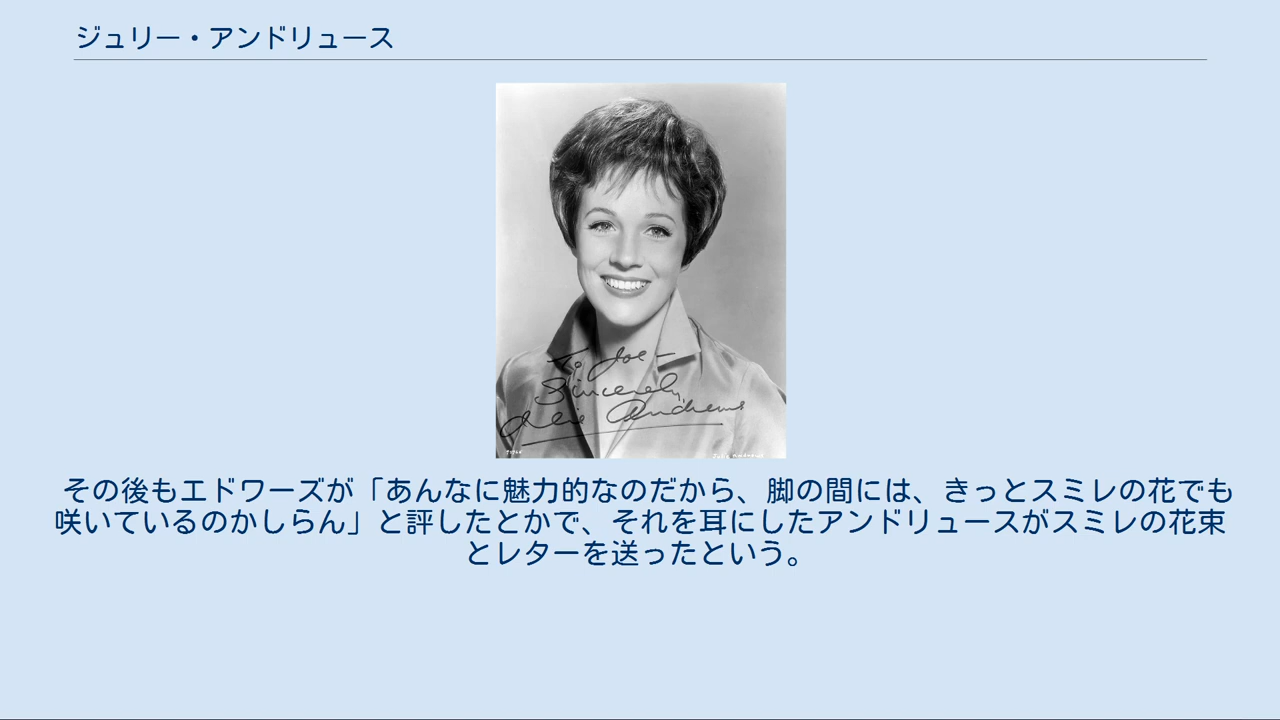 ジュリー・アンドリュース
To Joe -
Sincerely,
Julie Andrews
その後もエドワーズが「あんなに魅力的なのだから、脚の間には、きっとスミレの花でも
咲いているのかしらん」と評したとかで、それを耳にしたアンドリュースがスミレの花束
とレターを送ったという。